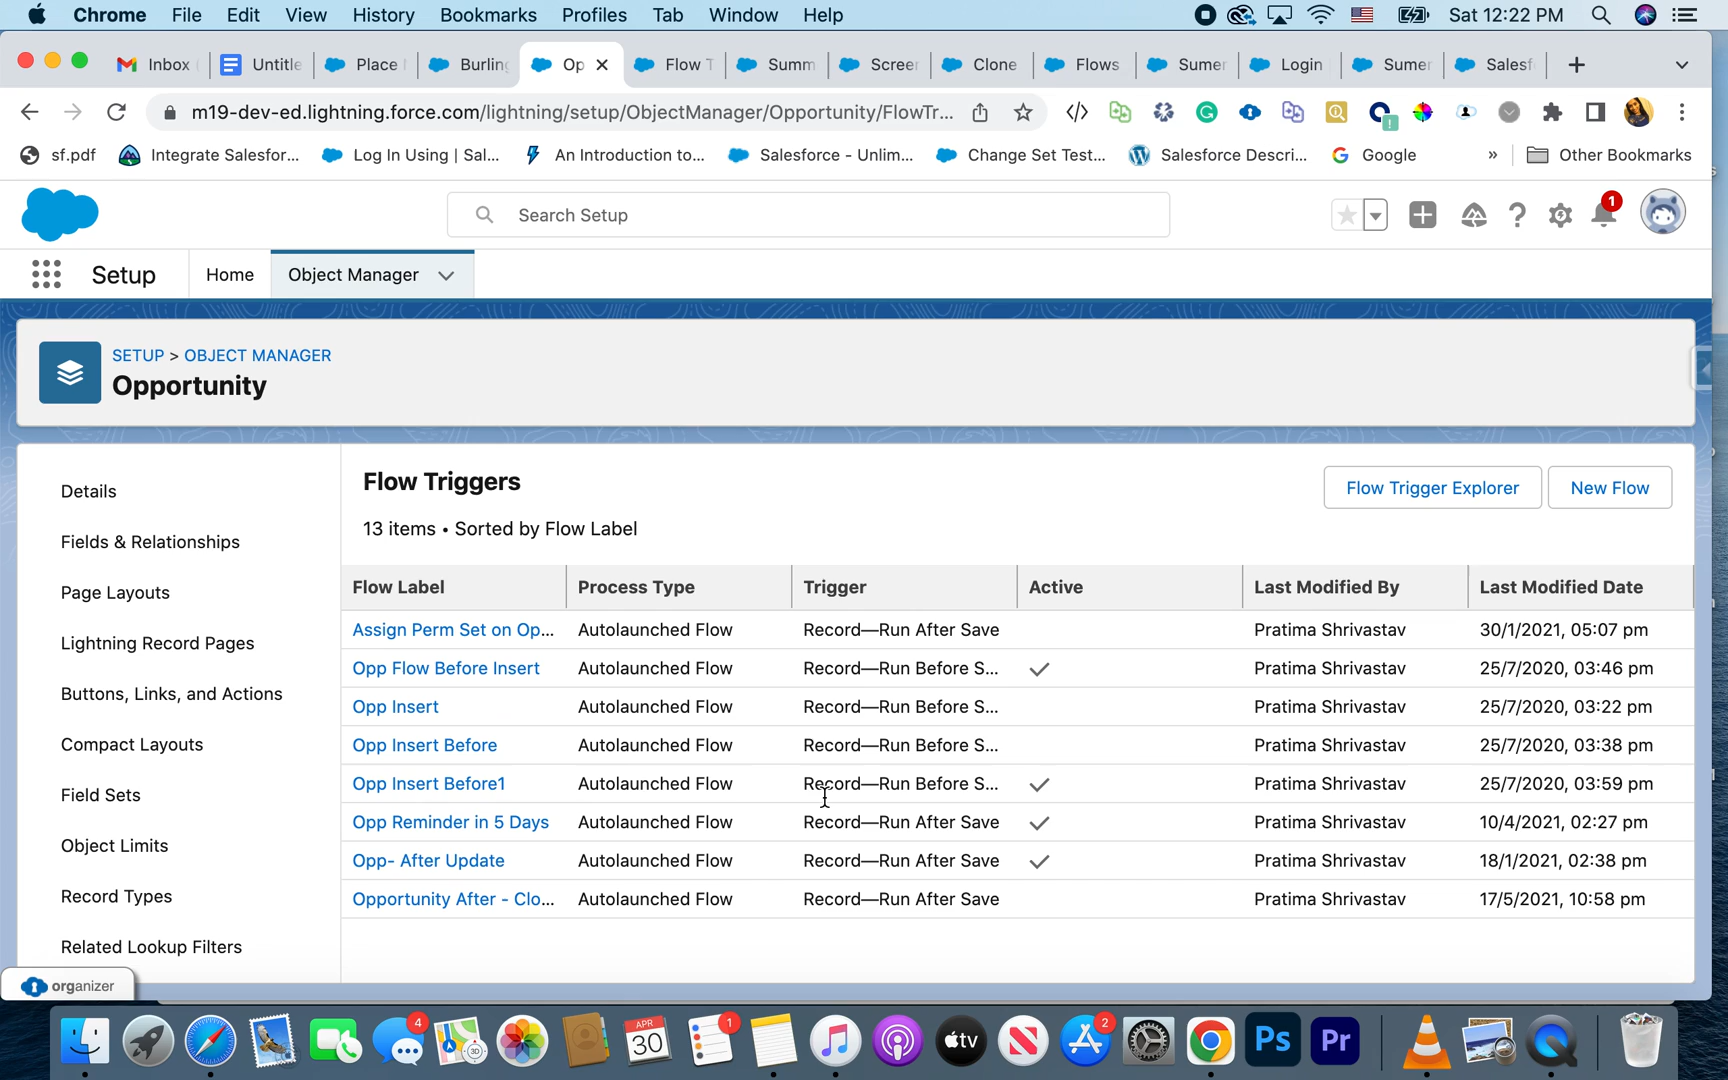 Chrome File Edit View History Bookmarks Profiles Tab Window Help Sat 12:22 PM
Inbox Untitle Place Burling Op Flow T Summ Screen Clone Flows Sumer Login Sumer Salesf
m19-dev-ed.lightning.force.com/lightning/setup/ObjectManager/Opportunity/FlowTr...
sf.pdf Integrate Salesfor... Log In Using | Sal... An Introduction to... Salesforce - Unlim... Change Set Test... Salesforce Descri... Google » Other Bookmarks
Search Setup 1
Setup Home Object Manager
SETUP > OBJECT MANAGER
Opportunity
Details
Fields & Relationships
Page Layouts
Lightning Record Pages
Buttons, Links, and Actions
Compact Layouts
Field Sets
Object Limits
Record Types
Related Lookup Filters
Flow Triggers
Flow Trigger Explorer New Flow
13 items • Sorted by Flow Label
Flow Label Process Type Trigger Active Last Modified By Last Modified Date
Assign Perm Set on Op... Autolaunched Flow Record—Run After Save Pratima Shrivastav 30/1/2021, 05:07 pm
Opp Flow Before Insert Autolaunched Flow Record—Run Before S... Pratima Shrivastav 25/7/2020, 03:46 pm
Opp Insert Autolaunched Flow Record—Run Before S... Pratima Shrivastav 25/7/2020, 03:22 pm
Opp Insert Before Autolaunched Flow Record—Run Before S... Pratima Shrivastav 25/7/2020, 03:38 pm
Opp Insert Before1 Autolaunched Flow Record—Run Before S... Pratima Shrivastav 25/7/2020, 03:59 pm
Opp Reminder in 5 Days Autolaunched Flow Record—Run After Save Pratima Shrivastav 10/4/2021, 02:27 pm
Opp- After Update Autolaunched Flow Record—Run After Save Pratima Shrivastav 18/1/2021, 02:38 pm
Opportunity After - Clo... Autolaunched Flow Record—Run After Save Pratima Shrivastav 17/5/2021, 10:58 pm
organizer
4 3D APR 30 1 tv 2 Ps Pr